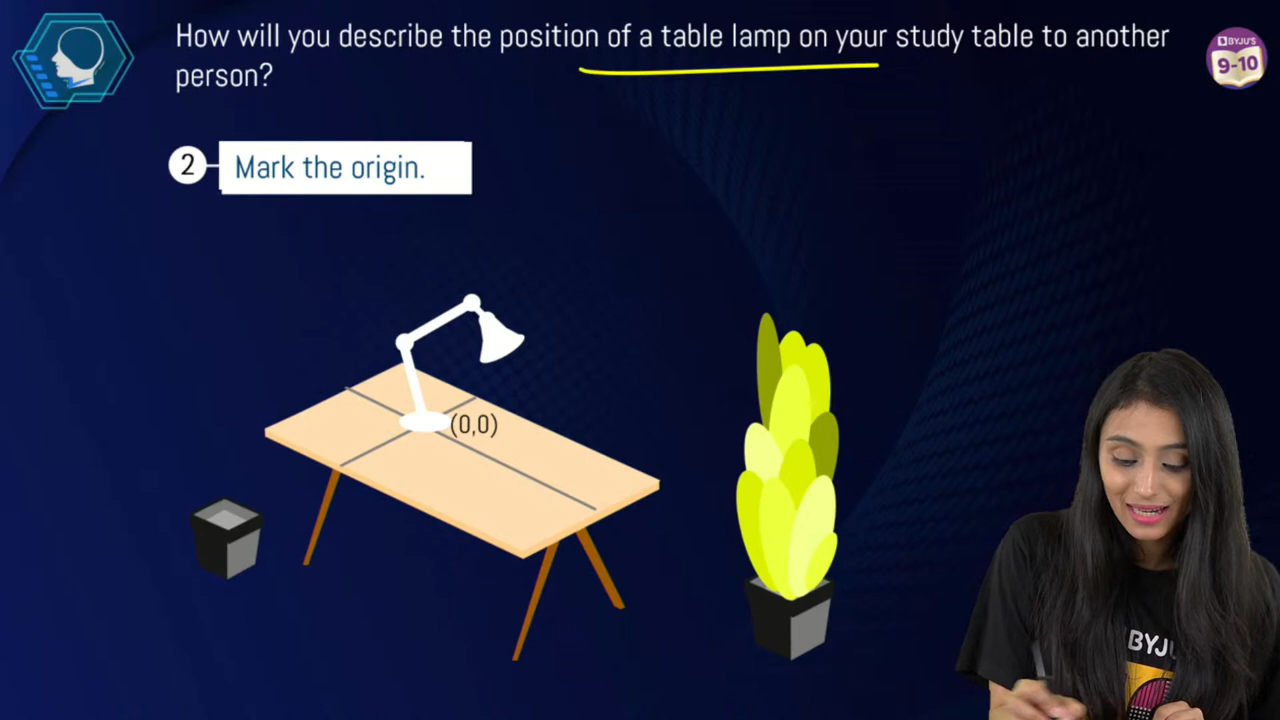 How will you describe the position of a table lamp on your study table to another
person?
BYJU'S
9-10
2
Mark the origin.
(0,0)